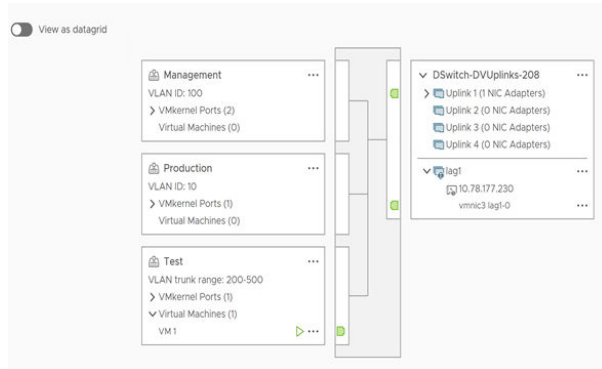 View as datagrid
Management
VLAN ID: 100
VMkernel Ports (2)
Virtual Machines (0)
Production
VLAN ID: 10
VMkernel Ports (1)
Virtual Machines (0)
Test
VLAN trunk range: 200-500
VMkernel Ports (1)
Virtual Machines (1)
VM 1
DSwitch-DVUplinks-208
Uplink 1 (1 NIC Adapters)
Uplink 2 (0 NIC Adapters)
Uplink 3 (0 NIC Adapters)
Uplink 4 (0 NIC Adapters)
lag1
10.78.177.230
vmnic3 lag1-0